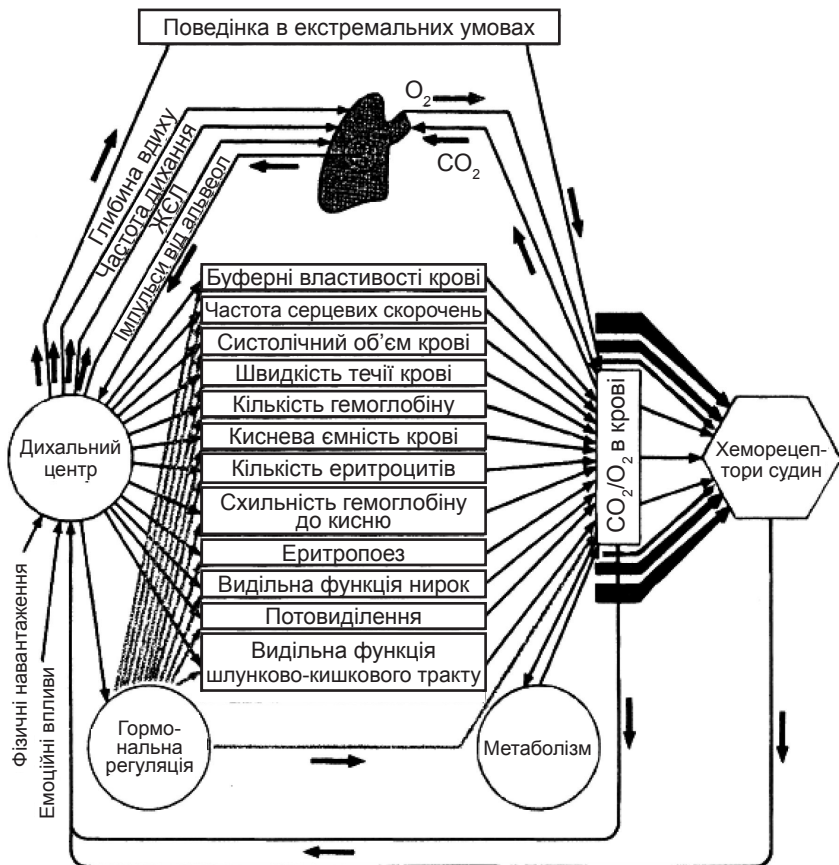 Поведінка в екстремальних умовах
O₂
CO₂
Глибина вдиху
Частота дихання
ЖЄЛ
Імпульси від альвеол
Буферні властивості крові
Частота серцевих скорочень
Систолічний об'єм крові
Швидкість течії крові
Кількість гемоглобіну
Киснева ємність крові
Кількість еритроцитів
Схильність гемоглобіну
до кисню
Еритропоез
Видільна функція нирок
Потовиділення
Видільна функція
шлунково-кишкового тракту
Дихальний
центр
CO₂/O₂ в крові
Хеморецеп-
тори судин
Фізичні навантаження
Емоційні впливи
Гормо-
нальна
регуляція
Метаболізм